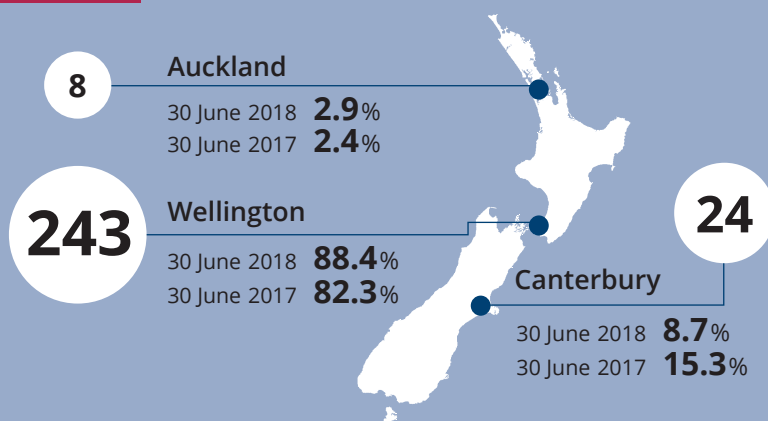 8
Auckland
30 June 2018 2.9%
30 June 2017 2.4%
243
Wellington
30 June 2018 88.4%
30 June 2017 82.3%
24
Canterbury
30 June 2018 8.7%
30 June 2017 15.3%